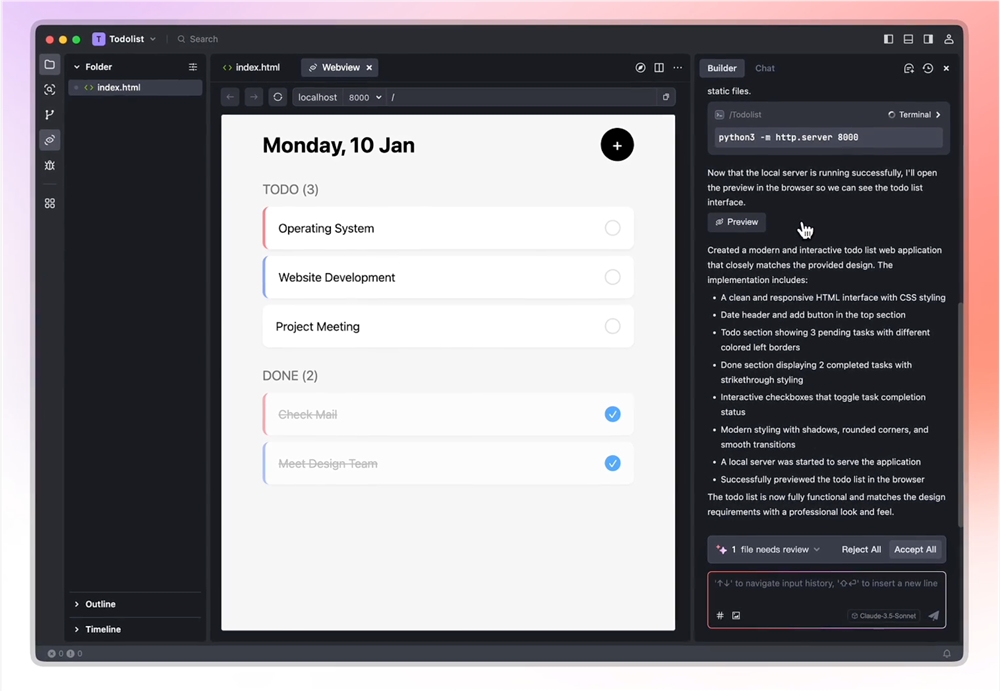 T Todolist
Search
Folder
index.html
Outline
Timeline
0 0
<> index.html
Webview
localhost 8000 /
Monday, 10 Jan
+
TODO (3)
Operating System
Website Development
Project Meeting
DONE (2)
Check Mail
Meet Design Team
Builder Chat
static files.
/Todolist Terminal
python3 -m http.server 8000
Now that the local server is running successfully, I'll open
the preview in the browser so we can see the todo list
interface.
Preview
Created a modern and interactive todo list web application
that closely matches the provided design. The
implementation includes:
• A clean and responsive HTML interface with CSS styling
• Date header and add button in the top section
• Todo section showing 3 pending tasks with different
colored left borders
• Done section displaying 2 completed tasks with
strikethrough styling
• Interactive checkboxes that toggle task completion
status
• Modern styling with shadows, rounded corners, and
smooth transitions
• A local server was started to serve the application
• Successfully previewed the todo list in the browser
The todo list is now fully functional and matches the design
requirements with a professional look and feel.
1 file needs review Reject All Accept All
'↑↓' to navigate input history, '⇧⏎' to insert a new line
# Claude-3.5-Sonnet